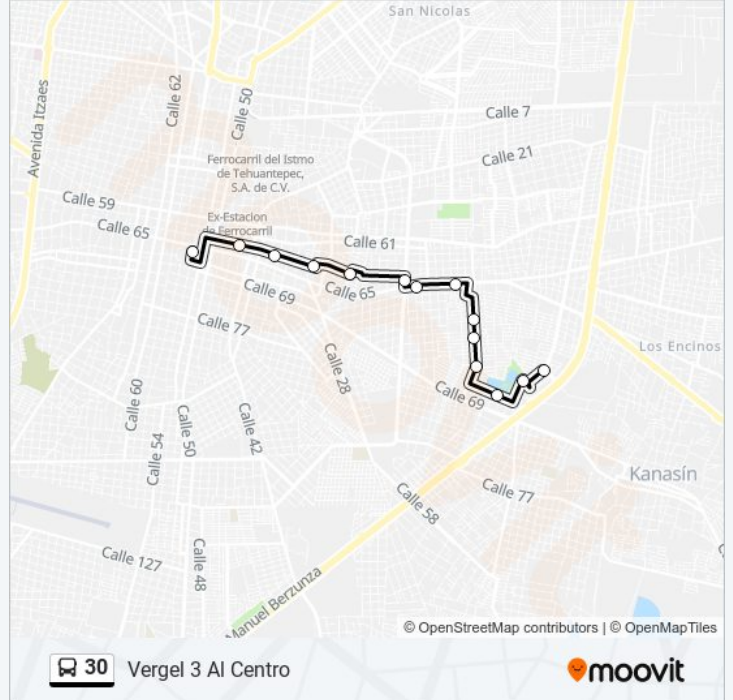 San Nicolas
Calle 62
Calle 50
Avenida Itzaes
Calle 7
Calle 21
Ferrocarril del Istmo
de Tehuantepec,
S.A. de C.V.
Calle 59
Calle 65
Ex-Estacion
de Ferrocarril
Calle 61
Calle 69
Calle 65
Calle 77
Los Encinos
Calle 28
Calle 69
Calle 60
Calle 50
Calle 42
Calle 54
Kanasín
Calle 77
Calle 58
Calle 127
Calle 48
Manuel Berzunza
© OpenStreetMap contributors | © OpenMapTiles
30 Vergel 3 Al Centro
moovit